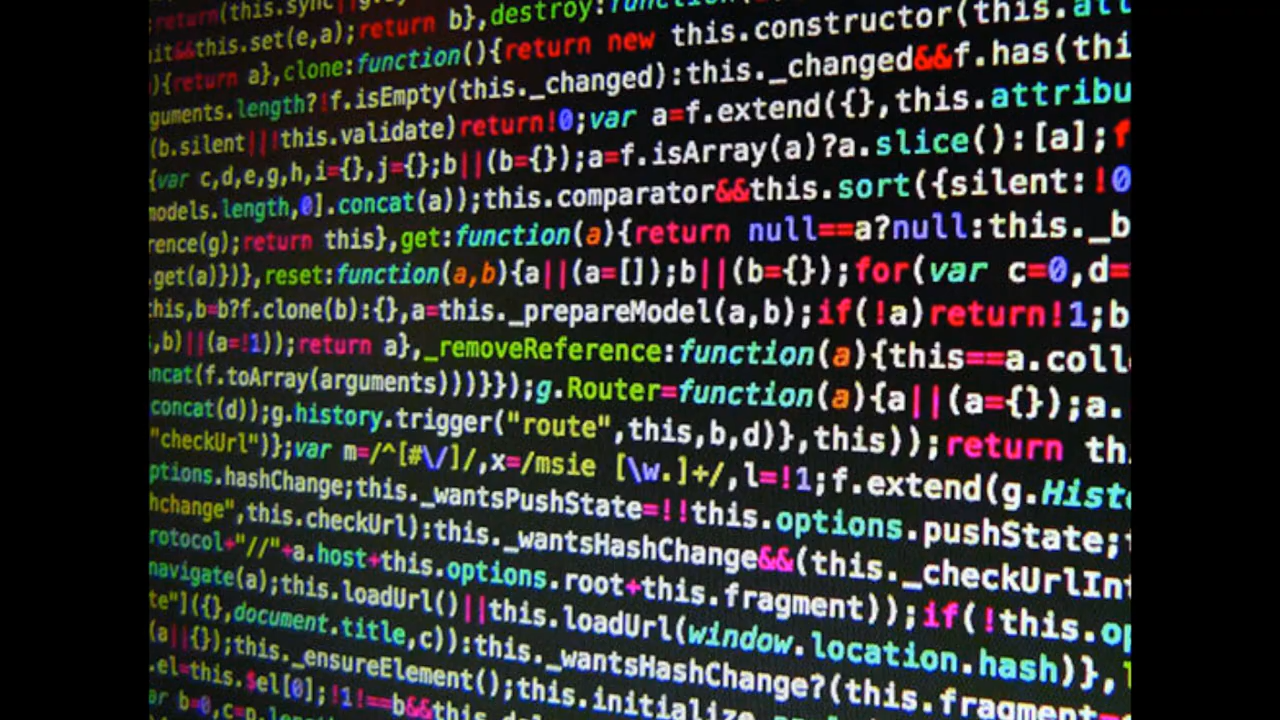 return(this.sync||g.sy
it&&this.set(e,a);return b},destroy:function(
){return a},clone:function(){return new this.constructor(this.att
guments.length?!f.isEmpty(this._changed):this._changed&&f.has(thi
(b.silent||!this.validate)return!0;var a=f.extend({},this.attribu
{var c,d,e,g,h,i={},j={};b||(b={});a=f.isArray(a)?a.slice():[a];f
models.length,0].concat(a));this.comparator&&this.sort({silent:!0
rence(g);return this},get:function(a){return null==a?null:this._b
.get(a)})},reset:function(a,b){a||(a=[]);b||(b={});for(var c=0,d=
this,b=b?f.clone(b):{},a=this._prepareModel(a,b);if(!a)return!1;b
,b)||(a=!1));return a},_removeReference:function(a){this==a.coll
ncat(f.toArray(arguments)))}});g.Router=function(a){a||(a={});a.
concat(d));g.history.trigger("route",this,b,d)},this));return th
"checkUrl")};var m=/^[#\/]/,x=/msie [\w.]+/,l=!1;f.extend(g.Hist
ptions.hashChange;this._wantsPushState=!!this.options.pushState;
hchange",this.checkUrl):this._wantsHashChange&&(this._checkUrlInt
rotocol+"//"+a.host+this.options.root+this.fragment));if(!this.op
navigate(a);this.loadUrl()||this.loadUrl(window.location.hash)},
te"]({},document.title,c)):this._wantsHashChange?(this.fragment=
(a||{});this._ensureElement();this.initialize
.el=this.$el[0];!1!==b&&this.de
ar b=0,c=